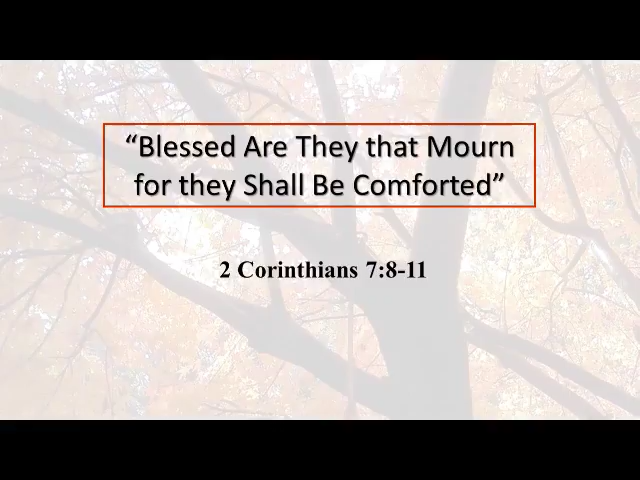 “Blessed Are They that Mourn
for they Shall Be Comforted”
2 Corinthians 7:8-11